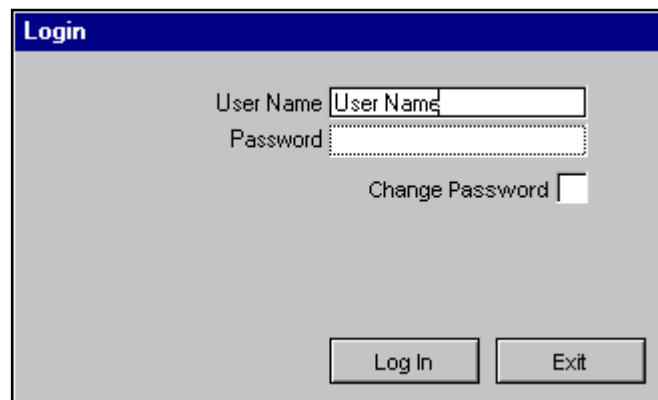 Login
User Name User Name
Password
Change Password
Log In Exit